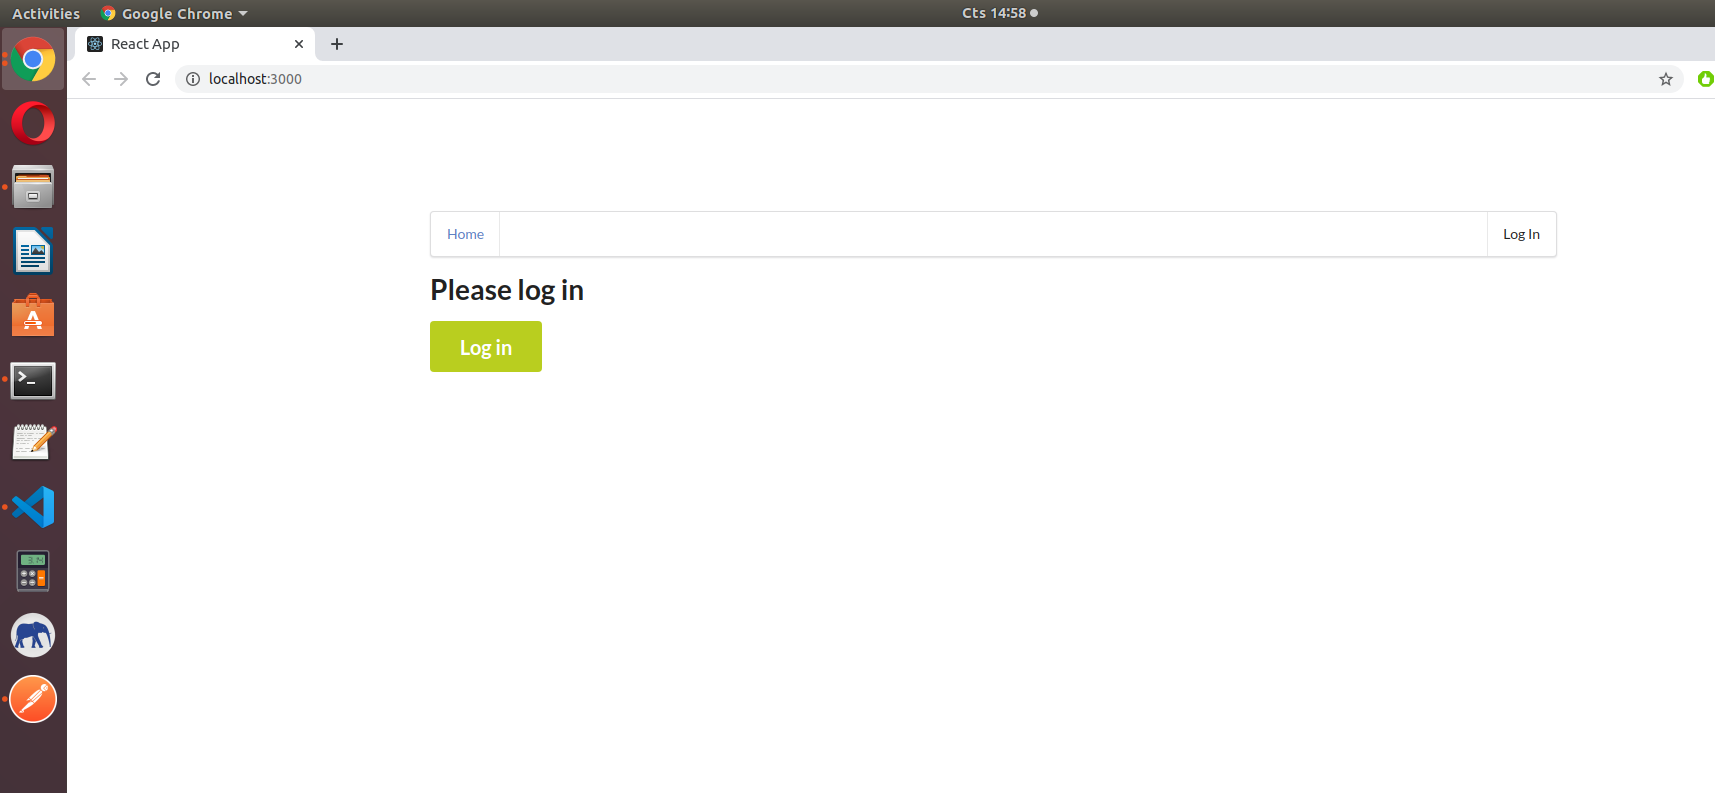 Activities Google Chrome Cts 14:58
React App
localhost:3000
Home Log In
Please log in
Log in